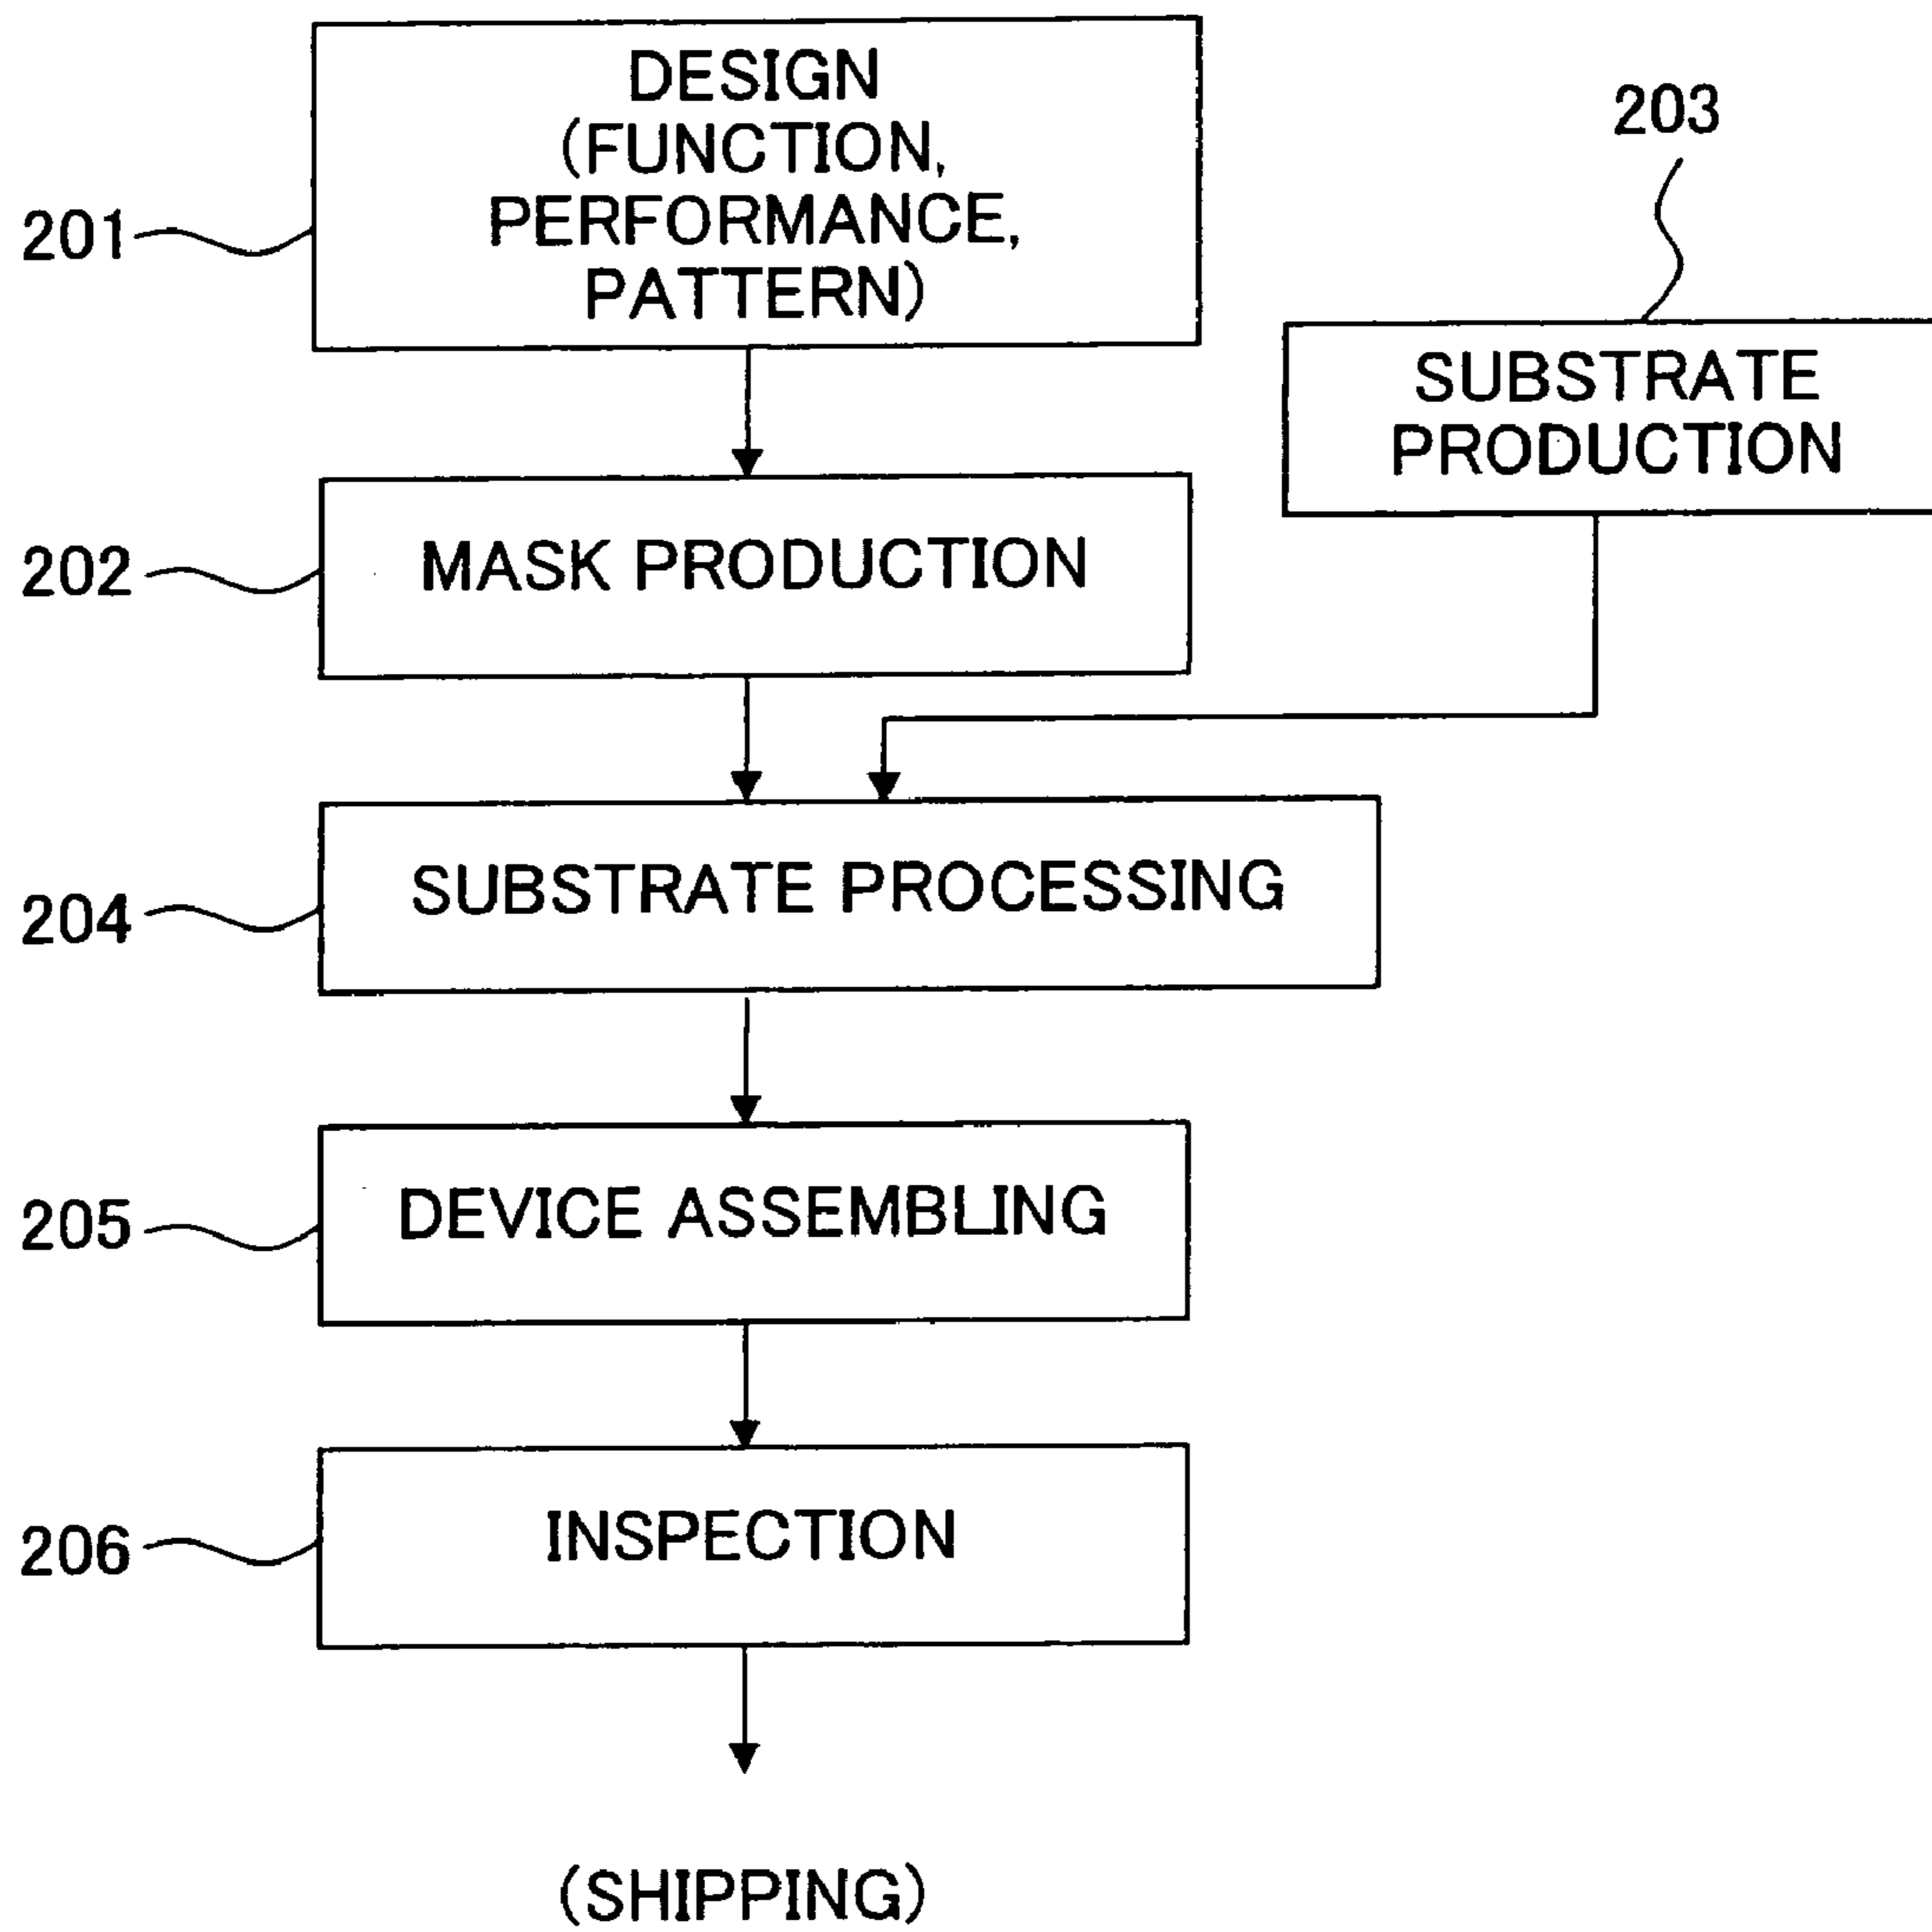 DESIGN
(FUNCTION,
PERFORMANCE,
PATTERN)
201
203
SUBSTRATE
PRODUCTION
202
MASK PRODUCTION
204
SUBSTRATE PROCESSING
205
DEVICE ASSEMBLING
206
INSPECTION
(SHIPPING)